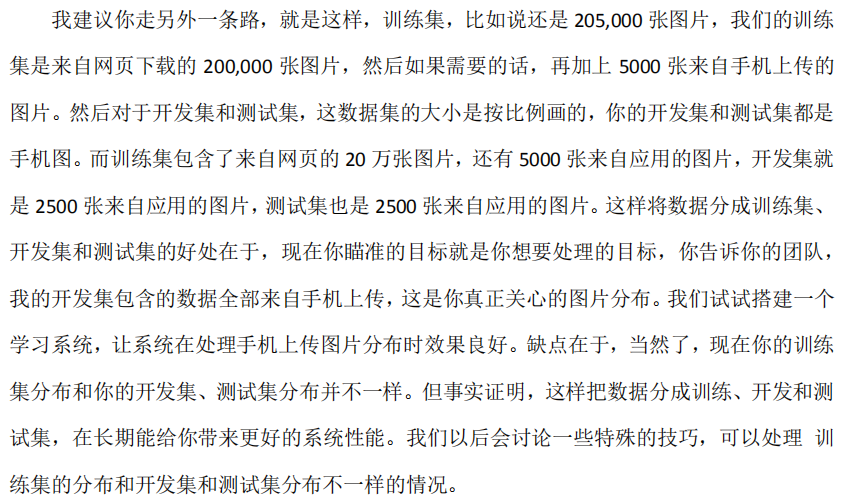 我建议你走另外一条路，就是这样，训练集，比如说还是 205,000 张图片，我们的训练
集是来自网页下载的 200,000 张图片，然后如果需要的话，再加上 5000 张来自手机上传的
图片。然后对于开发集和测试集，这数据集的大小是按比例画的，你的开发集和测试集都是
手机图。而训练集包含了来自网页的 20 万张图片，还有 5000 张来自应用的图片，开发集就
是 2500 张来自应用的图片，测试集也是 2500 张来自应用的图片。这样将数据分成训练集、
开发集和测试集的好处在于，现在你瞄准的目标就是你想要处理的目标，你告诉你的团队，
我的开发集包含的数据全部来自手机上传，这是你真正关心的图片分布。我们试试搭建一个
学习系统，让系统在处理手机上传图片分布时效果良好。缺点在于，当然了，现在你的训练
集分布和你的开发集、测试集分布并不一样。但事实证明，这样把数据分成训练、开发和测
试集，在长期能给你带来更好的系统性能。我们以后会讨论一些特殊的技巧，可以处理 训
练集的分布和开发集和测试集分布不一样的情况。